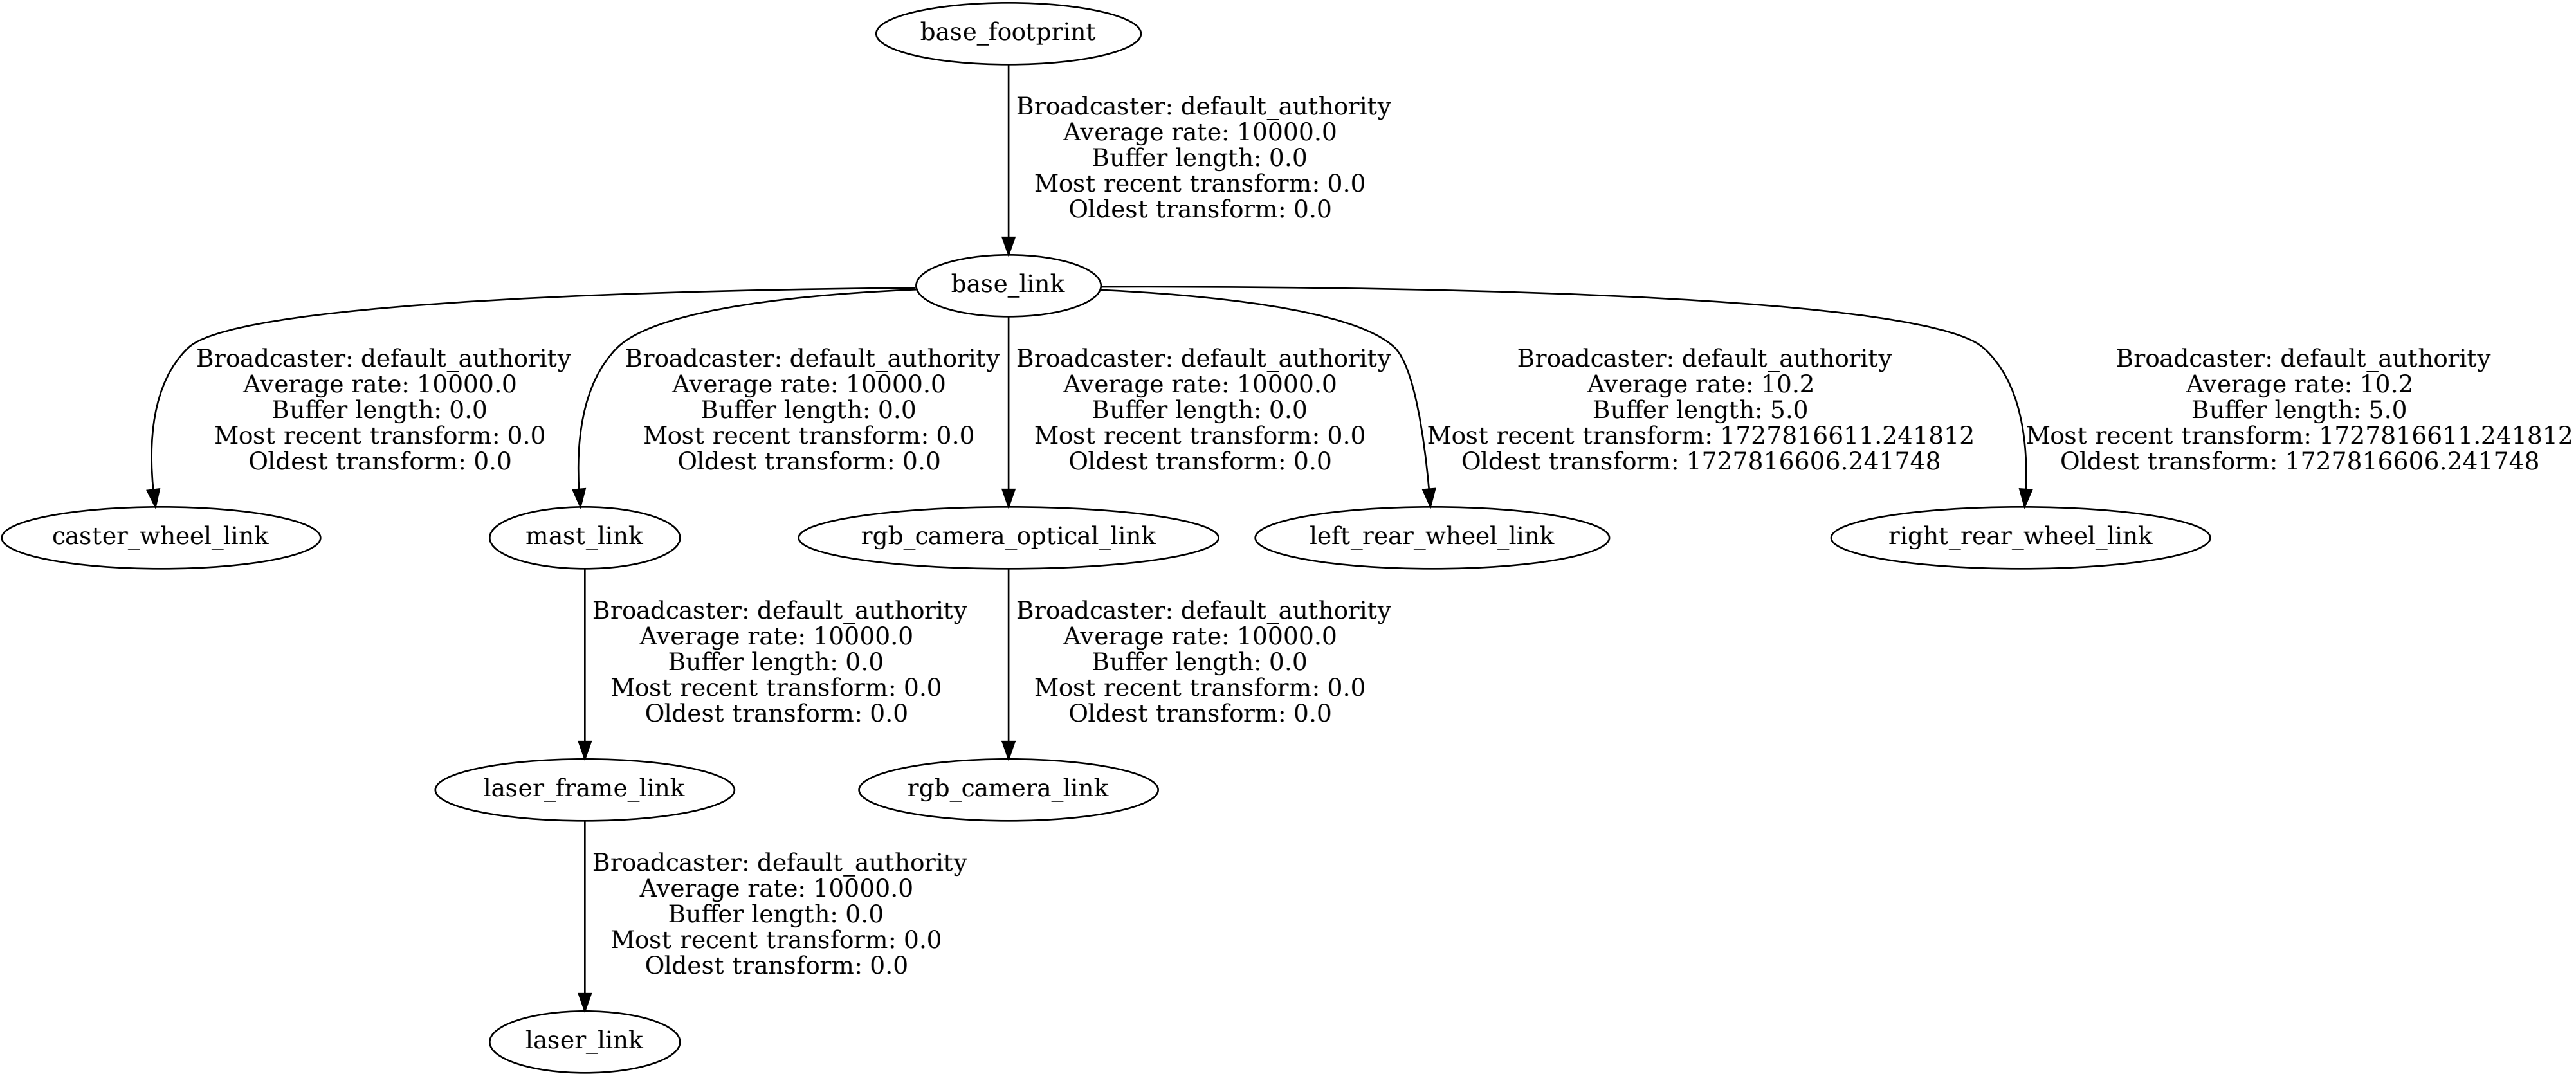 base_footprint
Broadcaster: default_authority
Average rate: 10000.0
Buffer length: 0.0
Most recent transform: 0.0
Oldest transform: 0.0
base_link
Broadcaster: default_authority
Average rate: 10000.0
Buffer length: 0.0
Most recent transform: 0.0
Oldest transform: 0.0
Broadcaster: default_authority
Average rate: 10000.0
Buffer length: 0.0
Most recent transform: 0.0
Oldest transform: 0.0
Broadcaster: default_authority
Average rate: 10000.0
Buffer length: 0.0
Most recent transform: 0.0
Oldest transform: 0.0
Broadcaster: default_authority
Average rate: 10.2
Buffer length: 5.0
Most recent transform: 1727816611.241812
Oldest transform: 1727816606.241748
Broadcaster: default_authority
Average rate: 10.2
Buffer length: 5.0
Most recent transform: 1727816611.241812
Oldest transform: 1727816606.241748
caster_wheel_link
mast_link
rgb_camera_optical_link
left_rear_wheel_link
right_rear_wheel_link
Broadcaster: default_authority
Average rate: 10000.0
Buffer length: 0.0
Most recent transform: 0.0
Oldest transform: 0.0
Broadcaster: default_authority
Average rate: 10000.0
Buffer length: 0.0
Most recent transform: 0.0
Oldest transform: 0.0
laser_frame_link
rgb_camera_link
Broadcaster: default_authority
Average rate: 10000.0
Buffer length: 0.0
Most recent transform: 0.0
Oldest transform: 0.0
laser_link